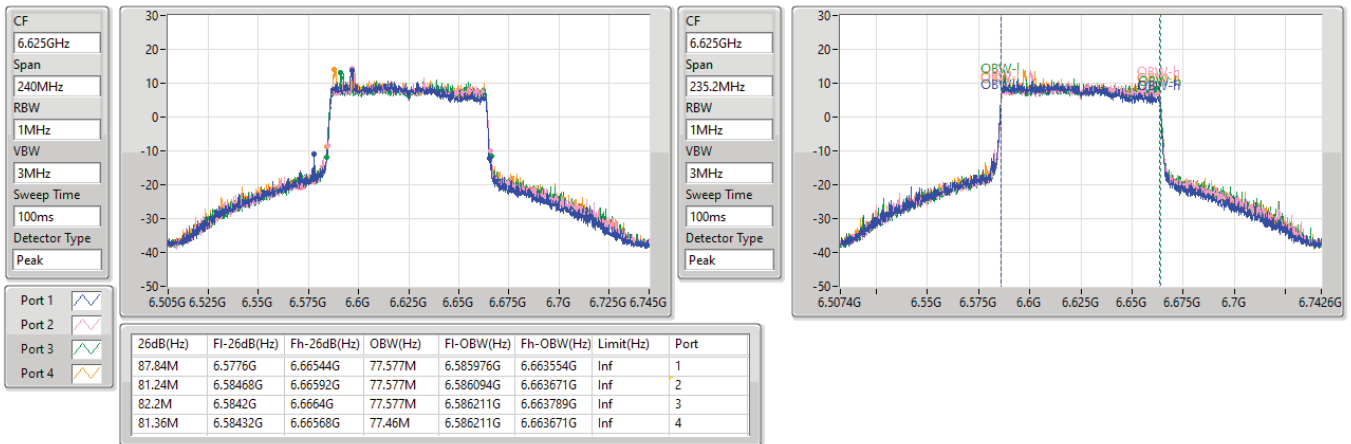 CF
6.625GHz
Span
240MHz
RBW
1MHz
VBW
3MHz
Sweep Time
100ms
Detector Type
Peak
Port 1
Port 2
Port 3
Port 4
30
20
10
0
-10
-20
-30
-40
-50
6.505G 6.525G 6.55G 6.575G 6.6G 6.625G 6.65G 6.675G 6.7G 6.725G 6.745G
CF
6.625GHz
Span
235.2MHz
RBW
1MHz
VBW
3MHz
Sweep Time
100ms
Detector Type
Peak
30
20
10
0
-10
-20
-30
-40
-50
OBW-l
OBW-h
OBW-h
6.5074G 6.55G 6.575G 6.6G 6.625G 6.65G 6.675G 6.7G 6.7426G
26dB(Hz) Fl-26dB(Hz) Fh-26dB(Hz) OBW(Hz) Fl-OBW(Hz) Fh-OBW(Hz) Limit(Hz) Port
87.84M 6.5776G 6.66544G 77.577M 6.585976G 6.663554G Inf 1
81.24M 6.58468G 6.66592G 77.577M 6.586094G 6.663671G Inf 2
82.2M 6.5842G 6.6664G 77.577M 6.586211G 6.663789G Inf 3
81.36M 6.58432G 6.66568G 77.46M 6.586211G 6.663671G Inf 4